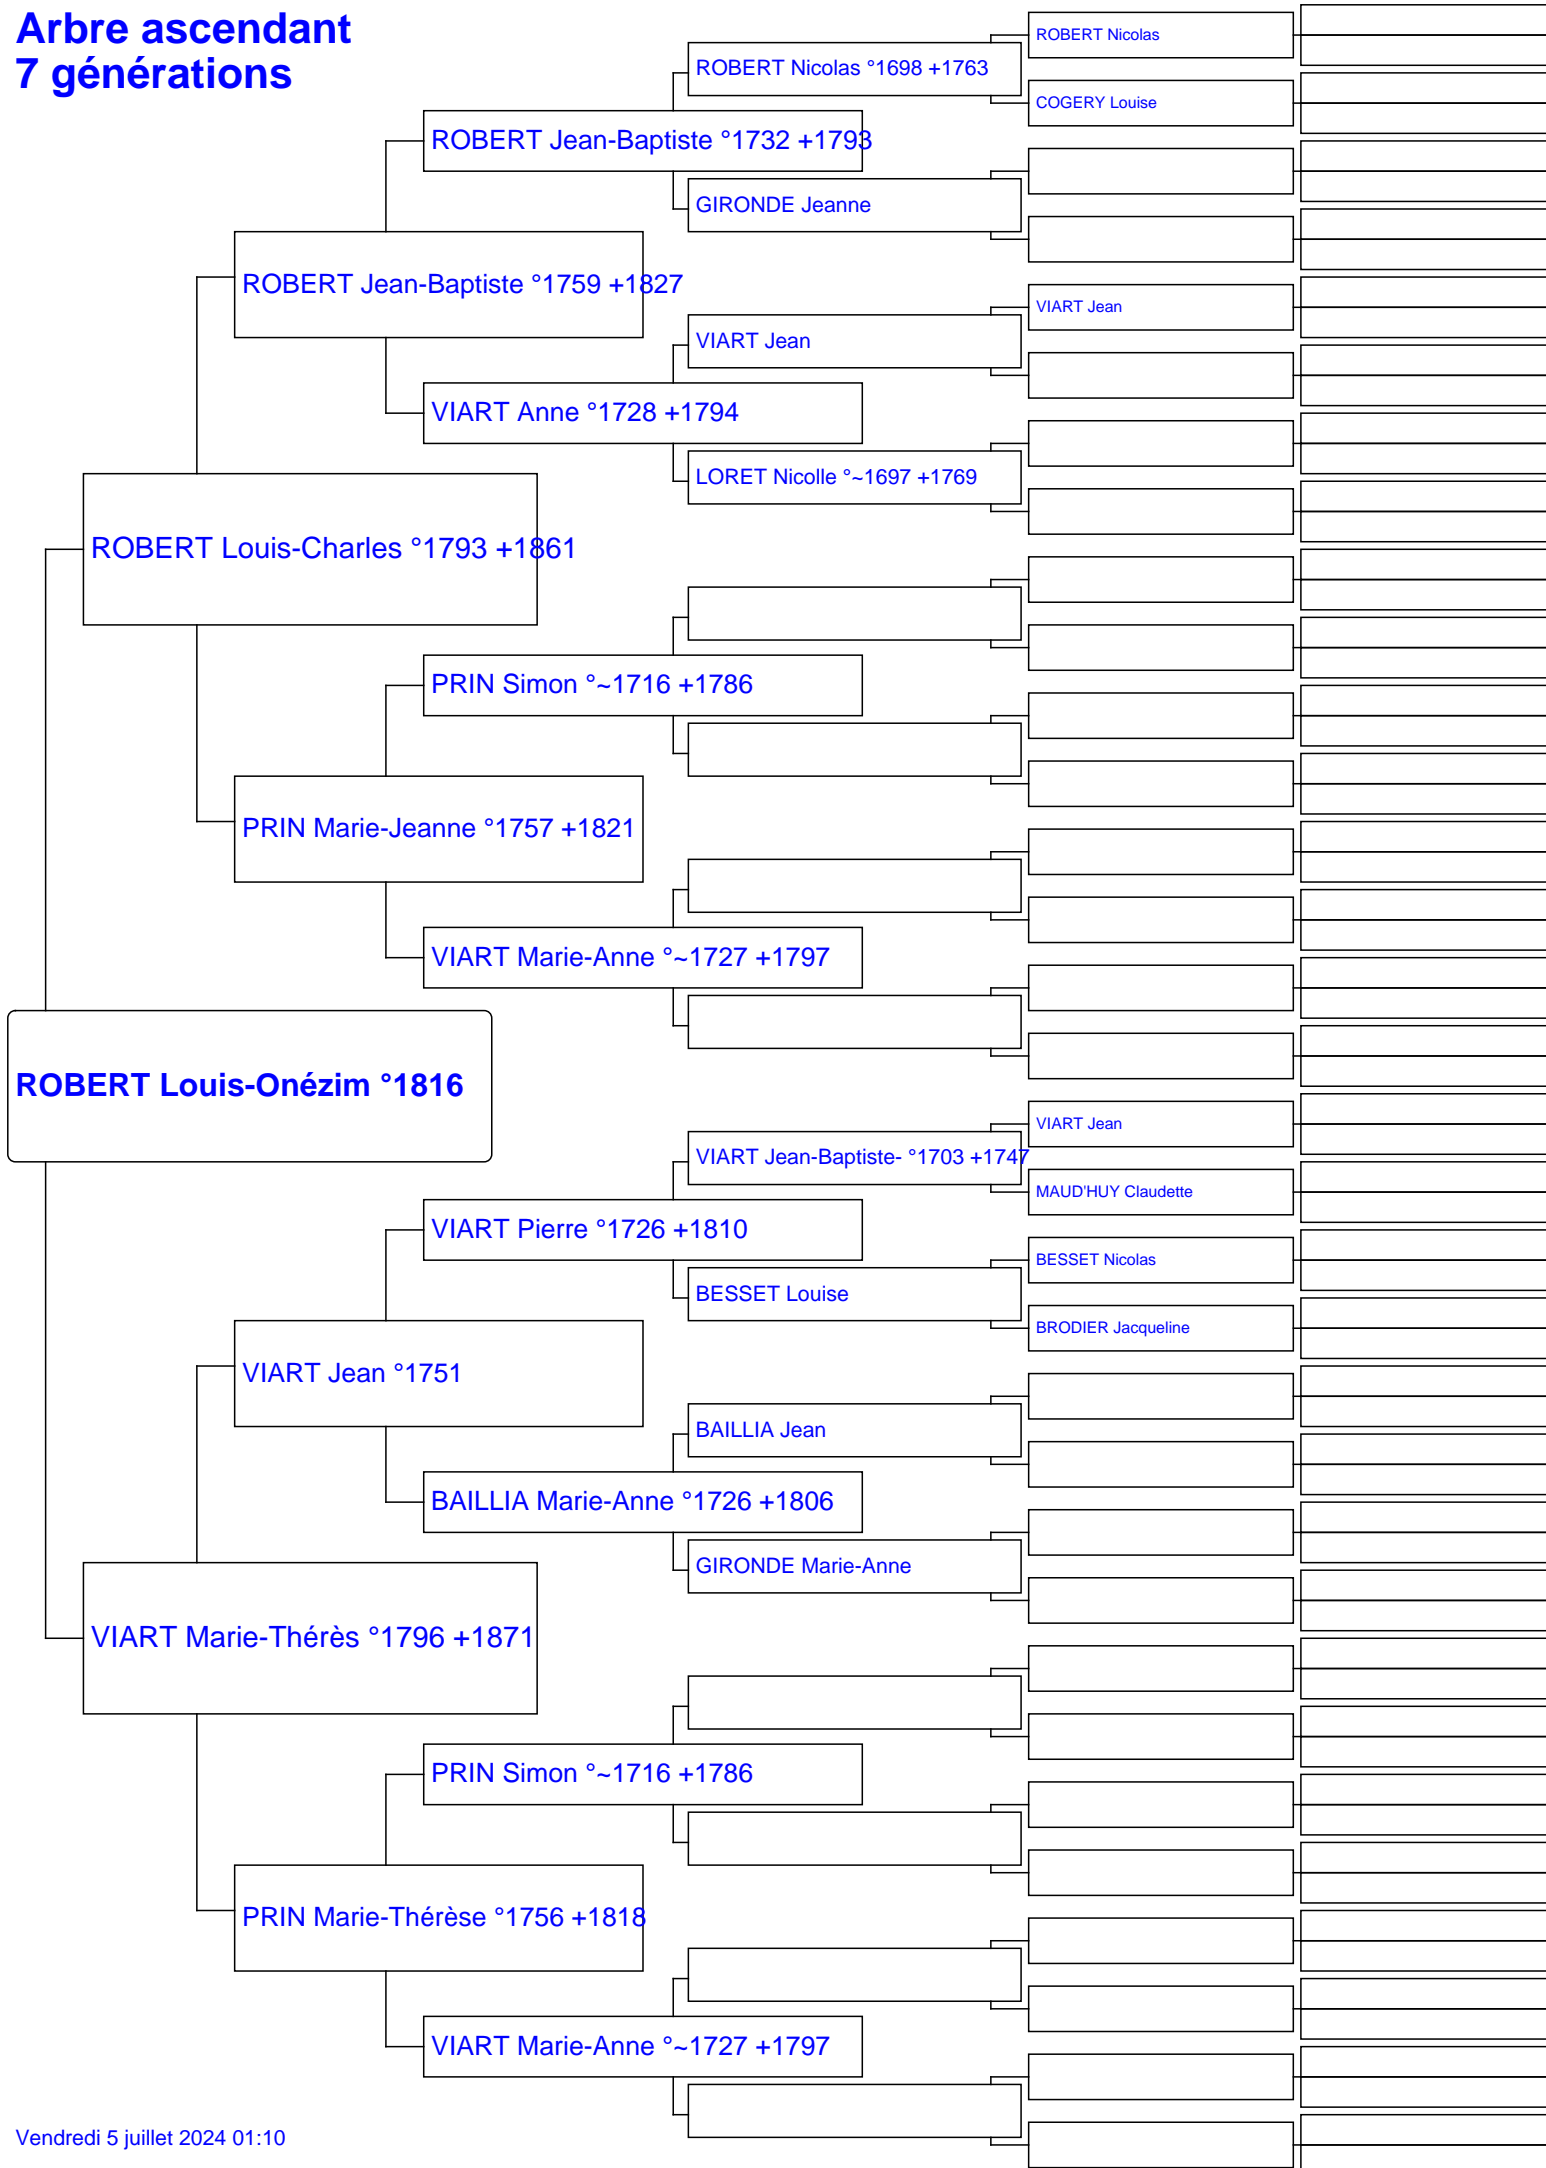 Arbre ascendant
7 générations
ROBERT Nicolas
ROBERT Nicolas °1698 +1763
COGERY Louise
ROBERT Jean-Baptiste °1732 +1793
GIRONDE Jeanne
ROBERT Jean-Baptiste °1759 +1827
VIART Jean
VIART Jean
VIART Anne °1728 +1794
LORET Nicolle °~1697 +1769
ROBERT Louis-Charles °1793 +1861
PRIN Simon °~1716 +1786
PRIN Marie-Jeanne °1757 +1821
VIART Marie-Anne °~1727 +1797
ROBERT Louis-Onézim °1816
VIART Jean
VIART Jean-Baptiste- °1703 +1747
MAUD'HUY Claudette
VIART Pierre °1726 +1810
BESSET Nicolas
BESSET Louise
BRODIER Jacqueline
VIART Jean °1751
BAILLIA Jean
BAILLIA Marie-Anne °1726 +1806
GIRONDE Marie-Anne
VIART Marie-Thérès °1796 +1871
PRIN Simon °~1716 +1786
PRIN Marie-Thérèse °1756 +1818
VIART Marie-Anne °~1727 +1797
Vendredi 5 juillet 2024 01:10